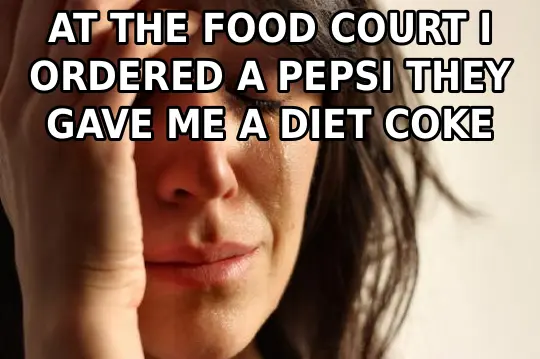 AT THE FOOD COURT I
ORDERED A PEPSI THEY
GAVE ME A DIET COKE